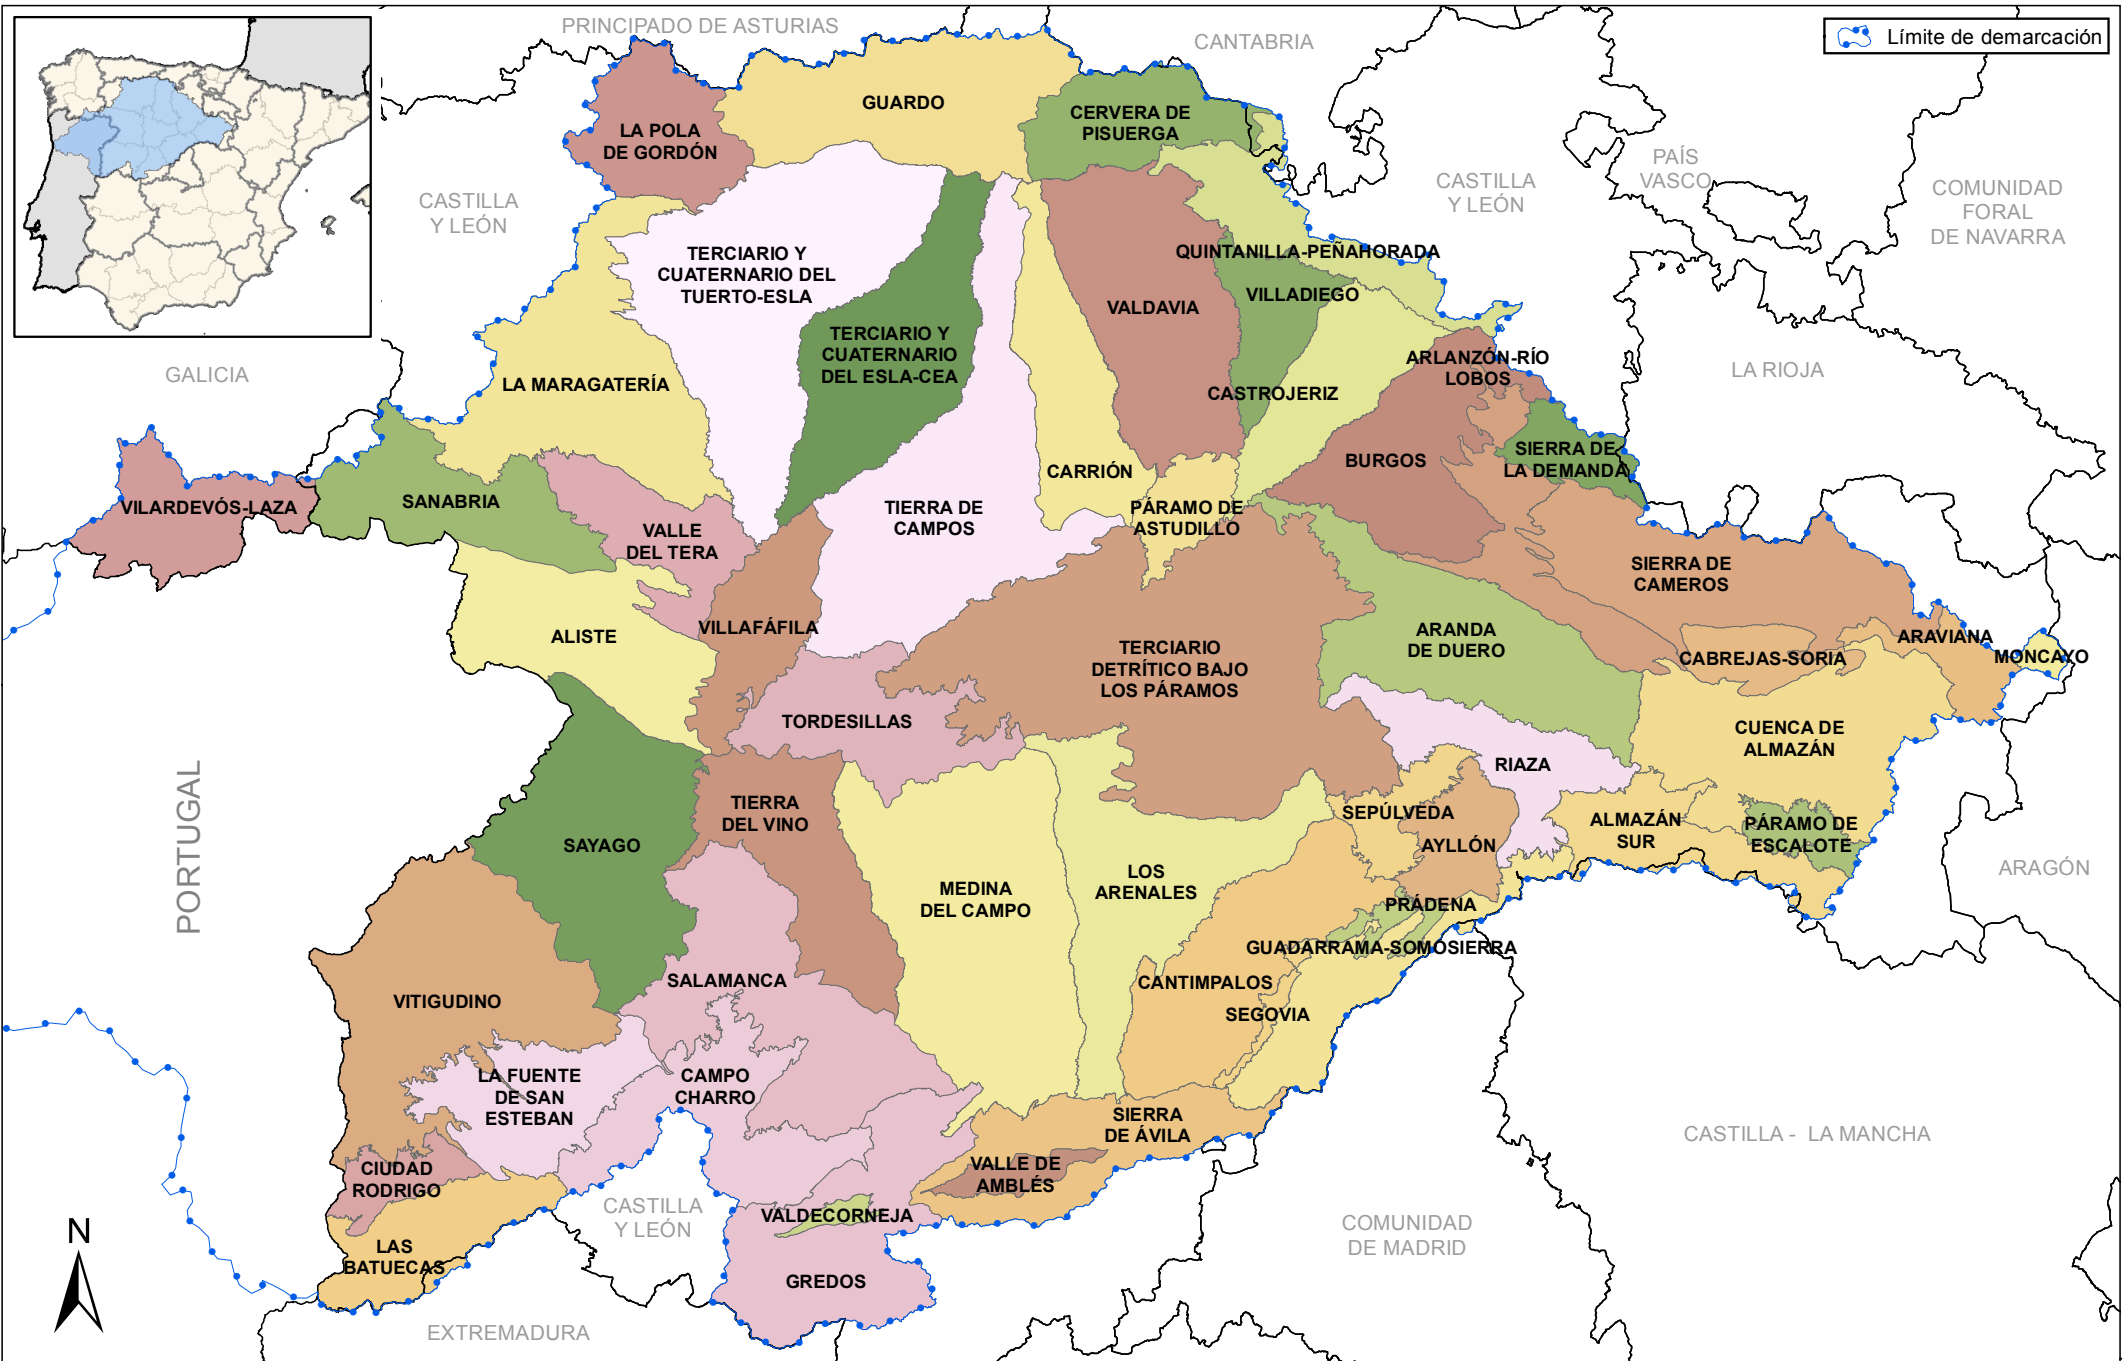 PRINCIPADO DE ASTURIAS
CANTABRIA
Límite de demarcación
GUARDO
CERVERA DE
PISUERGA
LA POLA
DE GORDÓN
PAÍS
VASCO
CASTILLA
Y LEÓN
CASTILLA
Y LEÓN
COMUNIDAD
FORAL
DE NAVARRA
TERCIARIO Y
CUATERNARIO DEL
TUERTO-ESLA
QUINTANILLA-PEÑAHORADA
VILLADIEGO
VALDAVIA
TERCIARIO Y
CUATERNARIO
DEL ESLA-CEA
GALICIA
LA MARAGATERÍA
ARLANZÓN-RÍO
LOBOS
LA RIOJA
CASTROJERIZ
SIERRA DE
LA DEMANDA
BURGOS
CARRIÓN
SANABRIA
VILARDEVÓS-LAZA
TIERRA DE
CAMPOS
PÁRAMO DE
ASTUDILLO
VALLE
DEL TERA
SIERRA DE
CAMEROS
ALISTE
VILLAFÁFILA
TERCIARIO
DETRÍTICO BAJO
LOS PÁRAMOS
ARANDA
DE DUERO
ARAVIANA
CABREJAS-SORIA
MONCAYO
TORDESILLAS
CUENCA DE
ALMAZÁN
RIAZA
PORTUGAL
TIERRA
DEL VINO
SEPÚLVEDA
ALMAZÁN
SUR
PÁRAMO DE
ESCALOTE
SAYAGO
AYLLÓN
LOS
ARENALES
ARAGÓN
MEDINA
DEL CAMPO
PRÁDENA
GUADARRAMA-SOMOSIERRA
SALAMANCA
CANTIMPALOS
VITIGUDINO
SEGOVIA
LA FUENTE
DE SAN
ESTEBAN
CAMPO
CHARRO
SIERRA
DE ÁVILA
CASTILLA - LA MANCHA
CIUDAD
RODRIGO
VALLE DE
AMBLÉS
CASTILLA
Y LEÓN
VALDECORNEJA
COMUNIDAD
DE MADRID
N
LAS
BATUECAS
GREDOS
EXTREMADURA